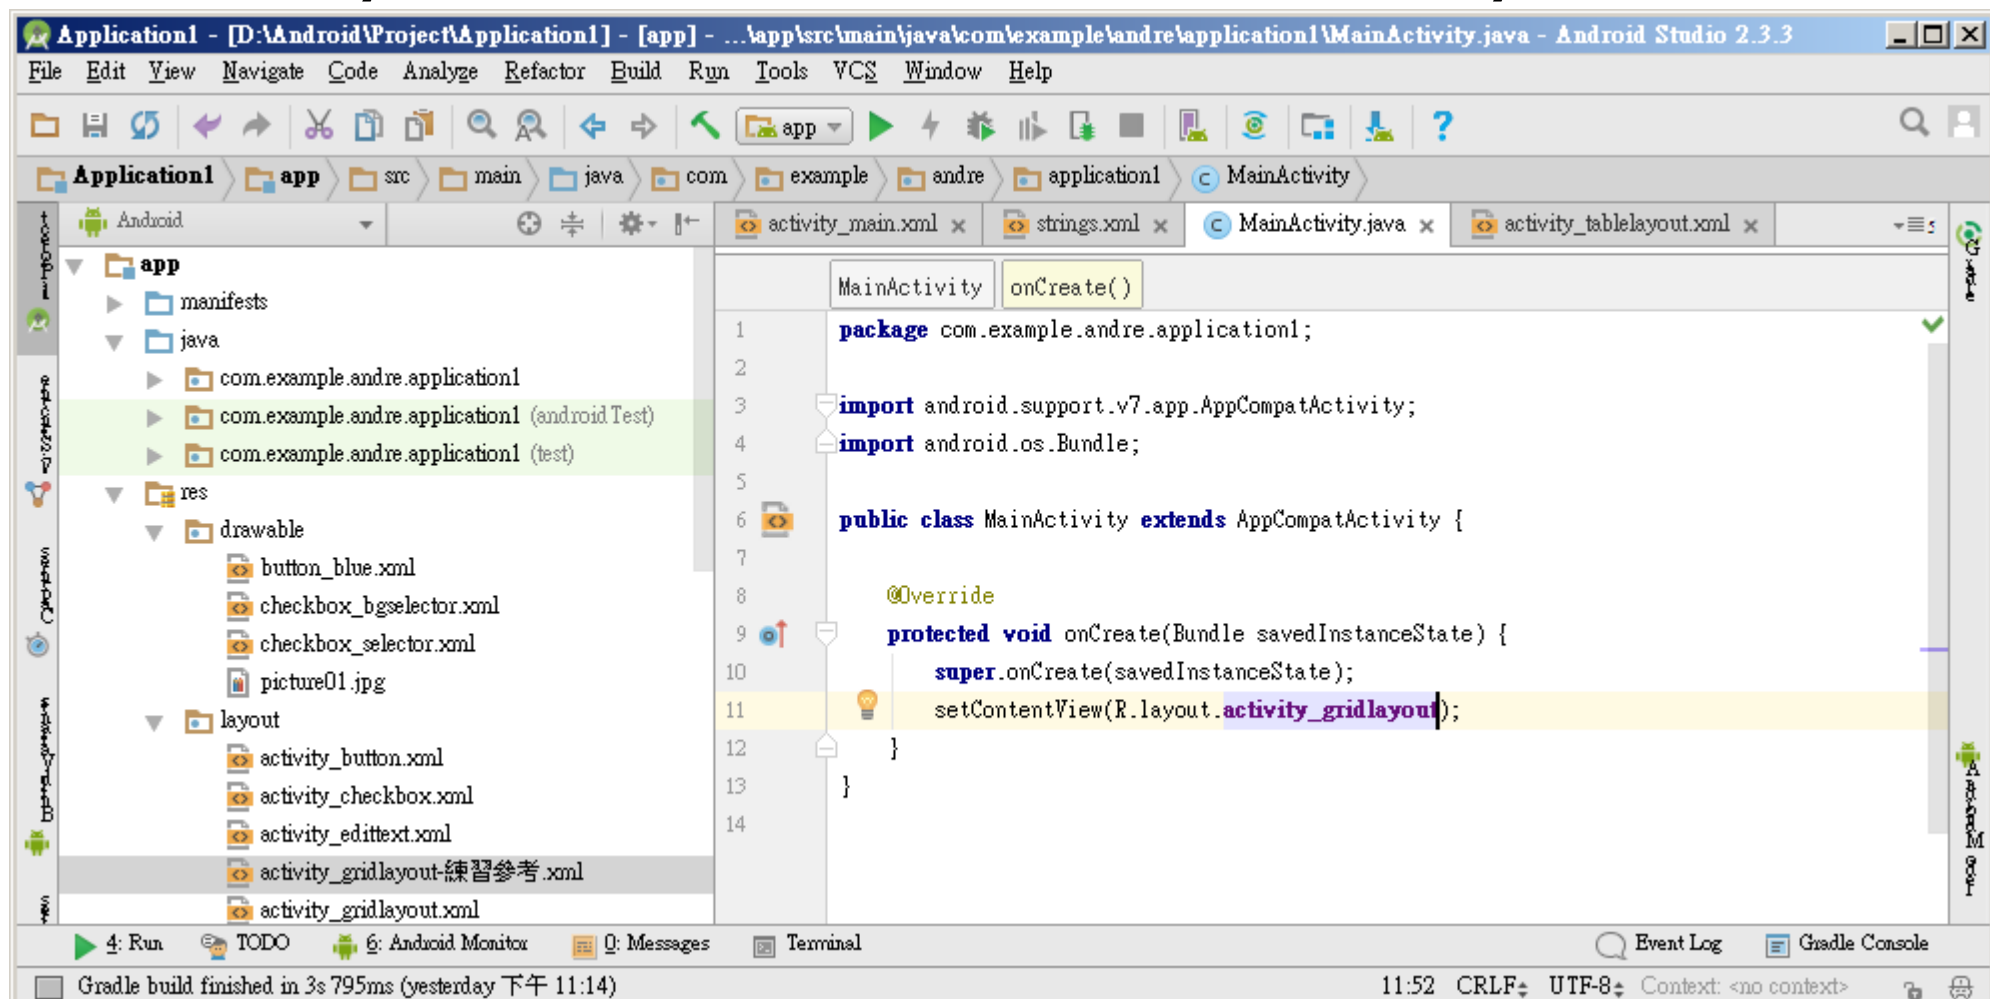 Application1 - [D:\Android\Project\Application1] - [app] - ...\app\src\main\java\com\example\andre\application1\MainActivity.java - Android Studio 2.3.3
File Edit View Navigate Code Analyze Refactor Build Run Tools VCS Window Help
app
Application1 app src main java com example andre application1 MainActivity
Android
activity_main.xml strings.xml MainActivity.java activity_tablelayout.xml
app
manifests
java
com.example.andre.application1
com.example.andre.application1 (androidTest)
com.example.andre.application1 (test)
res
drawable
button_blue.xml
checkbox_bgselector.xml
checkbox_selector.xml
picture01.jpg
layout
activity_button.xml
activity_checkbox.xml
activity_edittext.xml
activity_gridlayout-練習參考.xml
activity_gridlayout.xml
MainActivity onCreate()
1 package com.example.andre.application1;
2
3 import android.support.v7.app.AppCompatActivity;
4 import android.os.Bundle;
5
6 public class MainActivity extends AppCompatActivity {
7
8 @Override
9 protected void onCreate(Bundle savedInstanceState) {
10 super.onCreate(savedInstanceState);
11 setContentView(R.layout.activity_gridlayout);
12 }
13 }
14
4: Run TODO 6: Android Monitor 0: Messages Terminal Event Log Gradle Console
Gradle build finished in 3s 795ms (yesterday 下午 11:14) 11:52 CRLF UTF-8 Context: <no context>